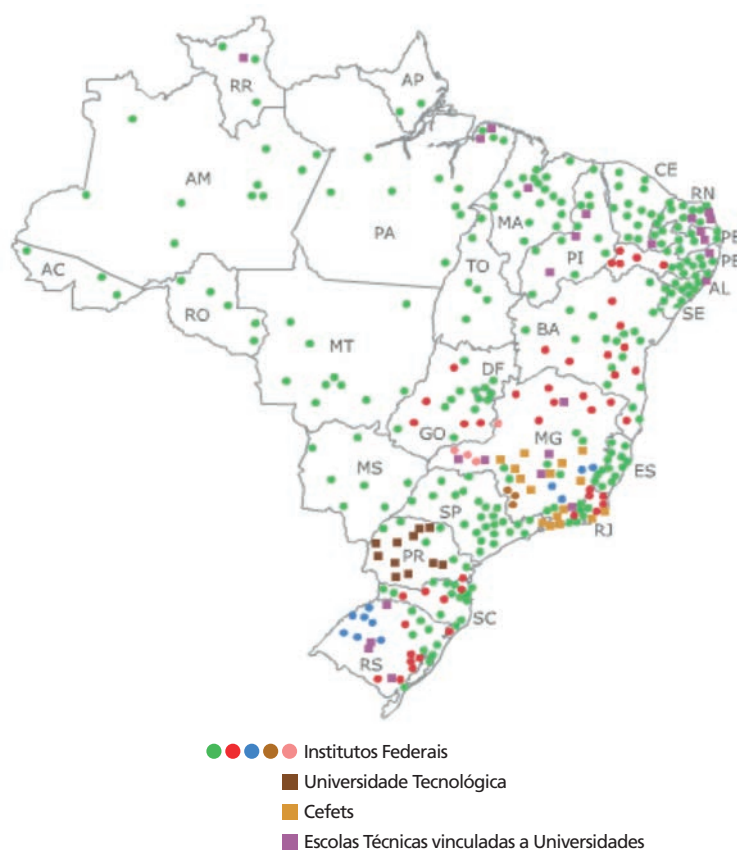 RR
AP
AM
PA
MA
CE
RN
PB
PE
PI
AL
SE
AC
RO
TO
BA
MT
DF
GO
MG
ES
MS
SP
RJ
PR
SC
RS
Institutos Federais
Universidade Tecnológica
Cefets
Escolas Técnicas vinculadas a Universidades